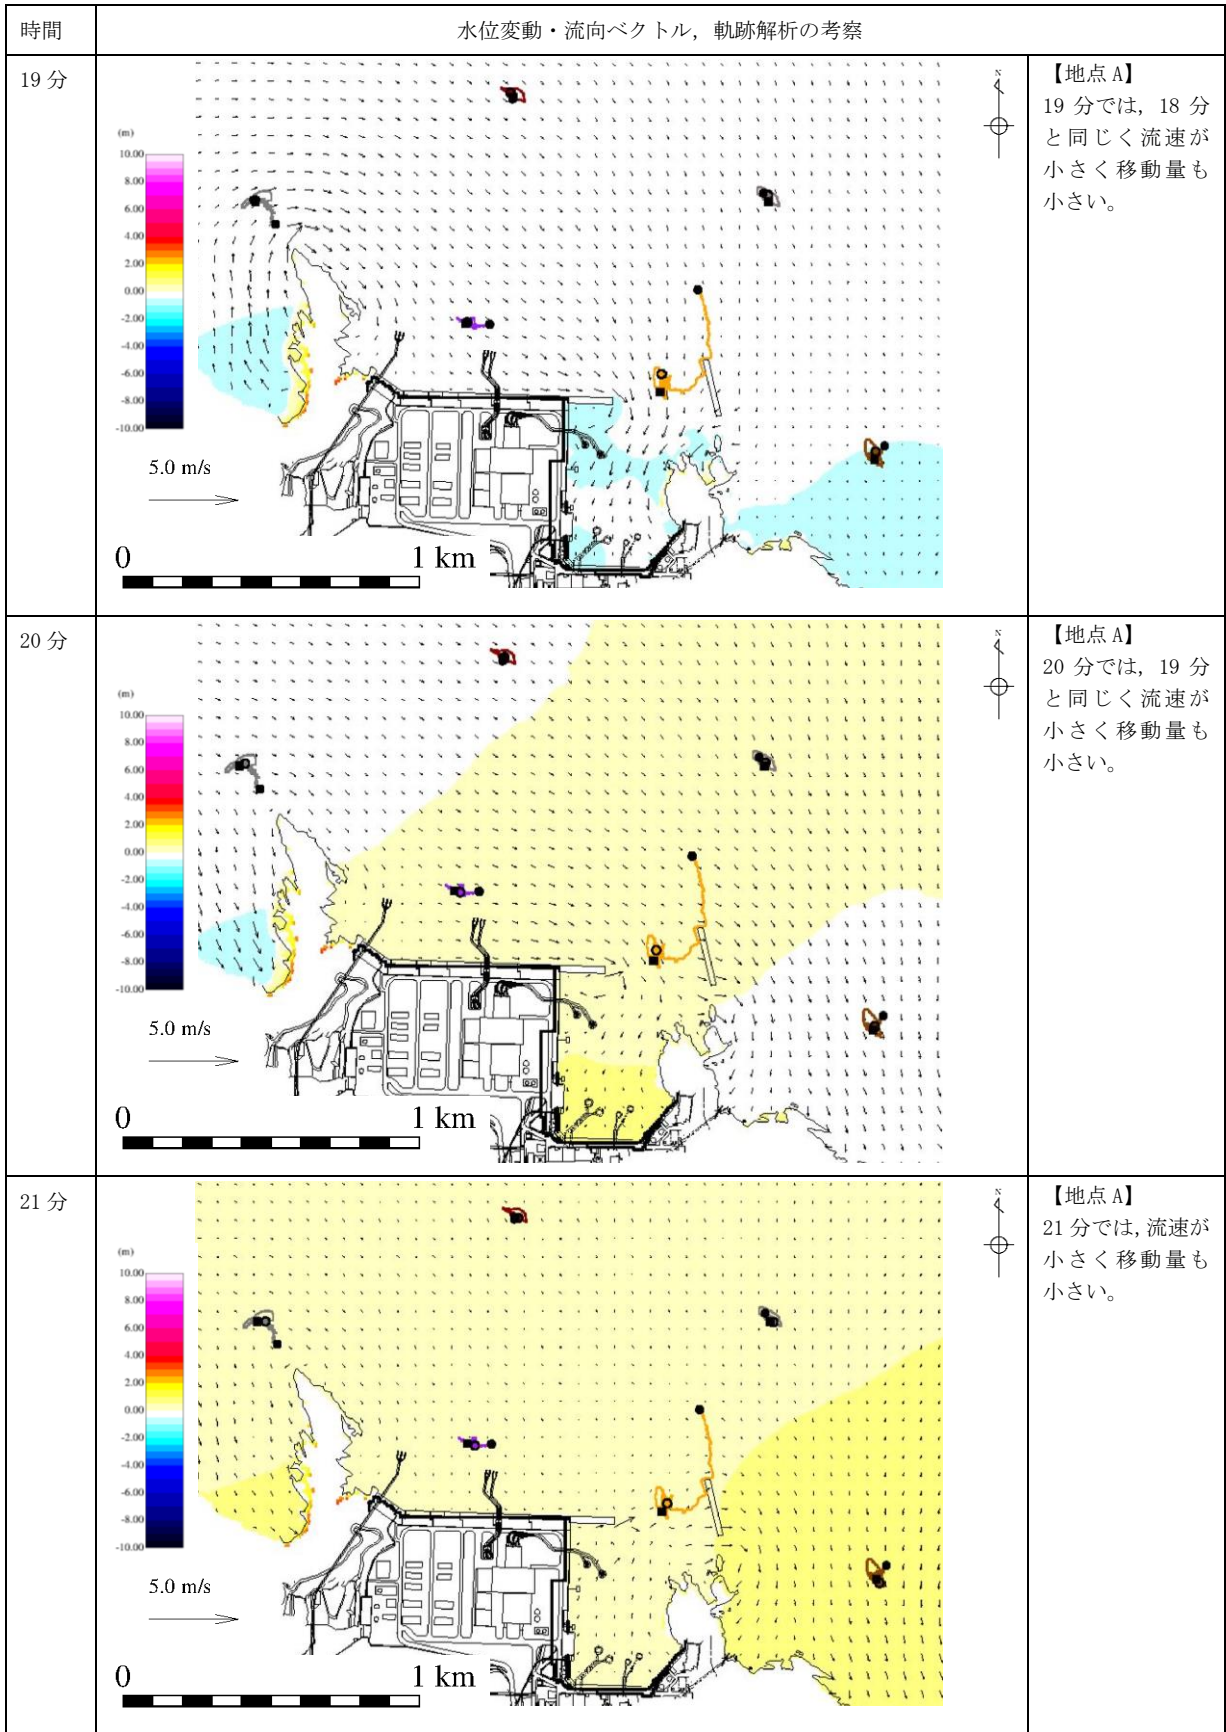 時間
水位変動・流向ベクトル，軌跡解析の考察
19 分
(m)
10.00
8.00
6.00
4.00
2.00
0.00
-2.00
-4.00
-6.00
-8.00
-10.00
5.0 m/s
0
1 km
N
【地点 A】
19 分では，18 分
と同じく流速が
小さく移動量も
小さい。
20 分
(m)
10.00
8.00
6.00
4.00
2.00
0.00
-2.00
-4.00
-6.00
-8.00
-10.00
5.0 m/s
0
1 km
N
【地点 A】
20 分では，19 分
と同じく流速が
小さく移動量も
小さい。
21 分
(m)
10.00
8.00
6.00
4.00
2.00
0.00
-2.00
-4.00
-6.00
-8.00
-10.00
5.0 m/s
0
1 km
N
【地点 A】
21 分では，流速が
小さく移動量も
小さい。